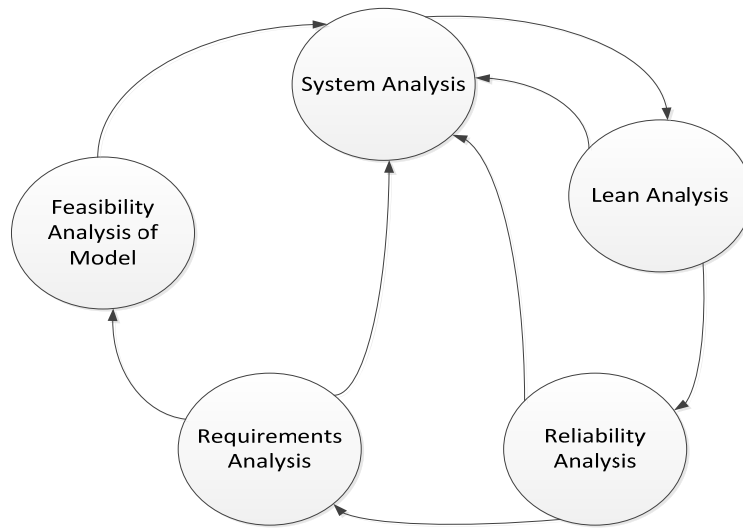 System Analysis
Lean Analysis
Feasibility
Analysis of
Model
Requirements
Analysis
Reliability
Analysis